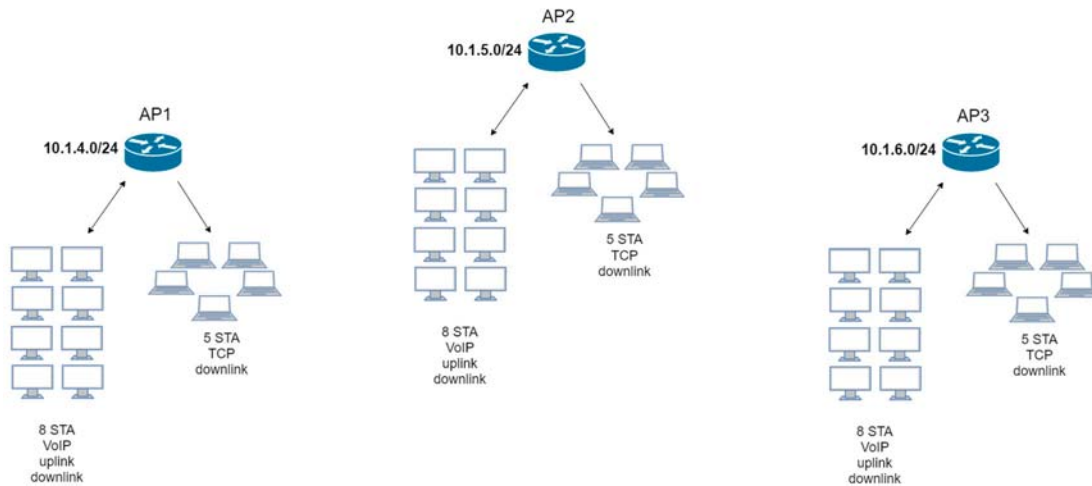 AP1
10.1.4.0/24
8 STA
VoIP
uplink
downlink
5 STA
TCP
downlink
AP2
10.1.5.0/24
8 STA
VoIP
uplink
downlink
5 STA
TCP
downlink
AP3
10.1.6.0/24
8 STA
VoIP
uplink
downlink
5 STA
TCP
downlink